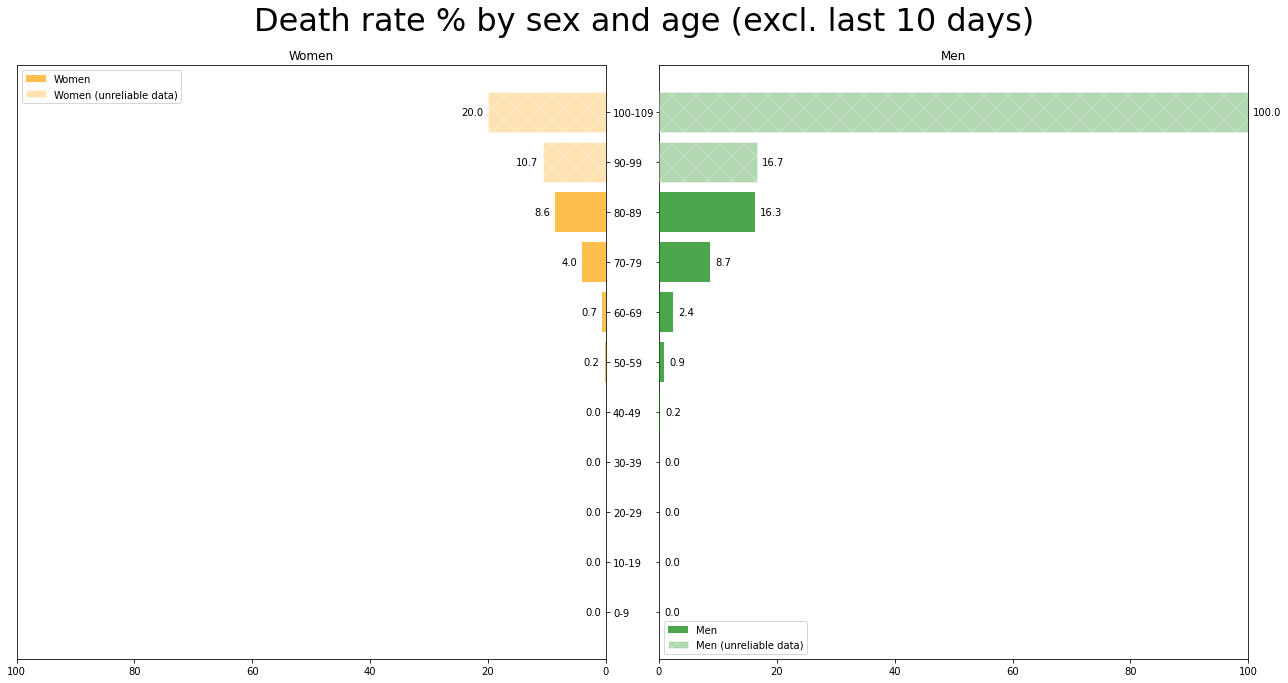 Death rate % by sex and age (excl. last 10 days)
Women
Men
Women
Women (unreliable data)
20.0 100-109 100.0
10.7 90-99 16.7
8.6 80-89 16.3
4.0 70-79 8.7
0.7 60-69 2.4
0.2 50-59 0.9
0.0 40-49 0.2
0.0 30-39 0.0
0.0 20-29 0.0
0.0 10-19 0.0
0.0 0-9 0.0
Men
Men (unreliable data)
100 80 60 40 20 0
0 20 40 60 80 100